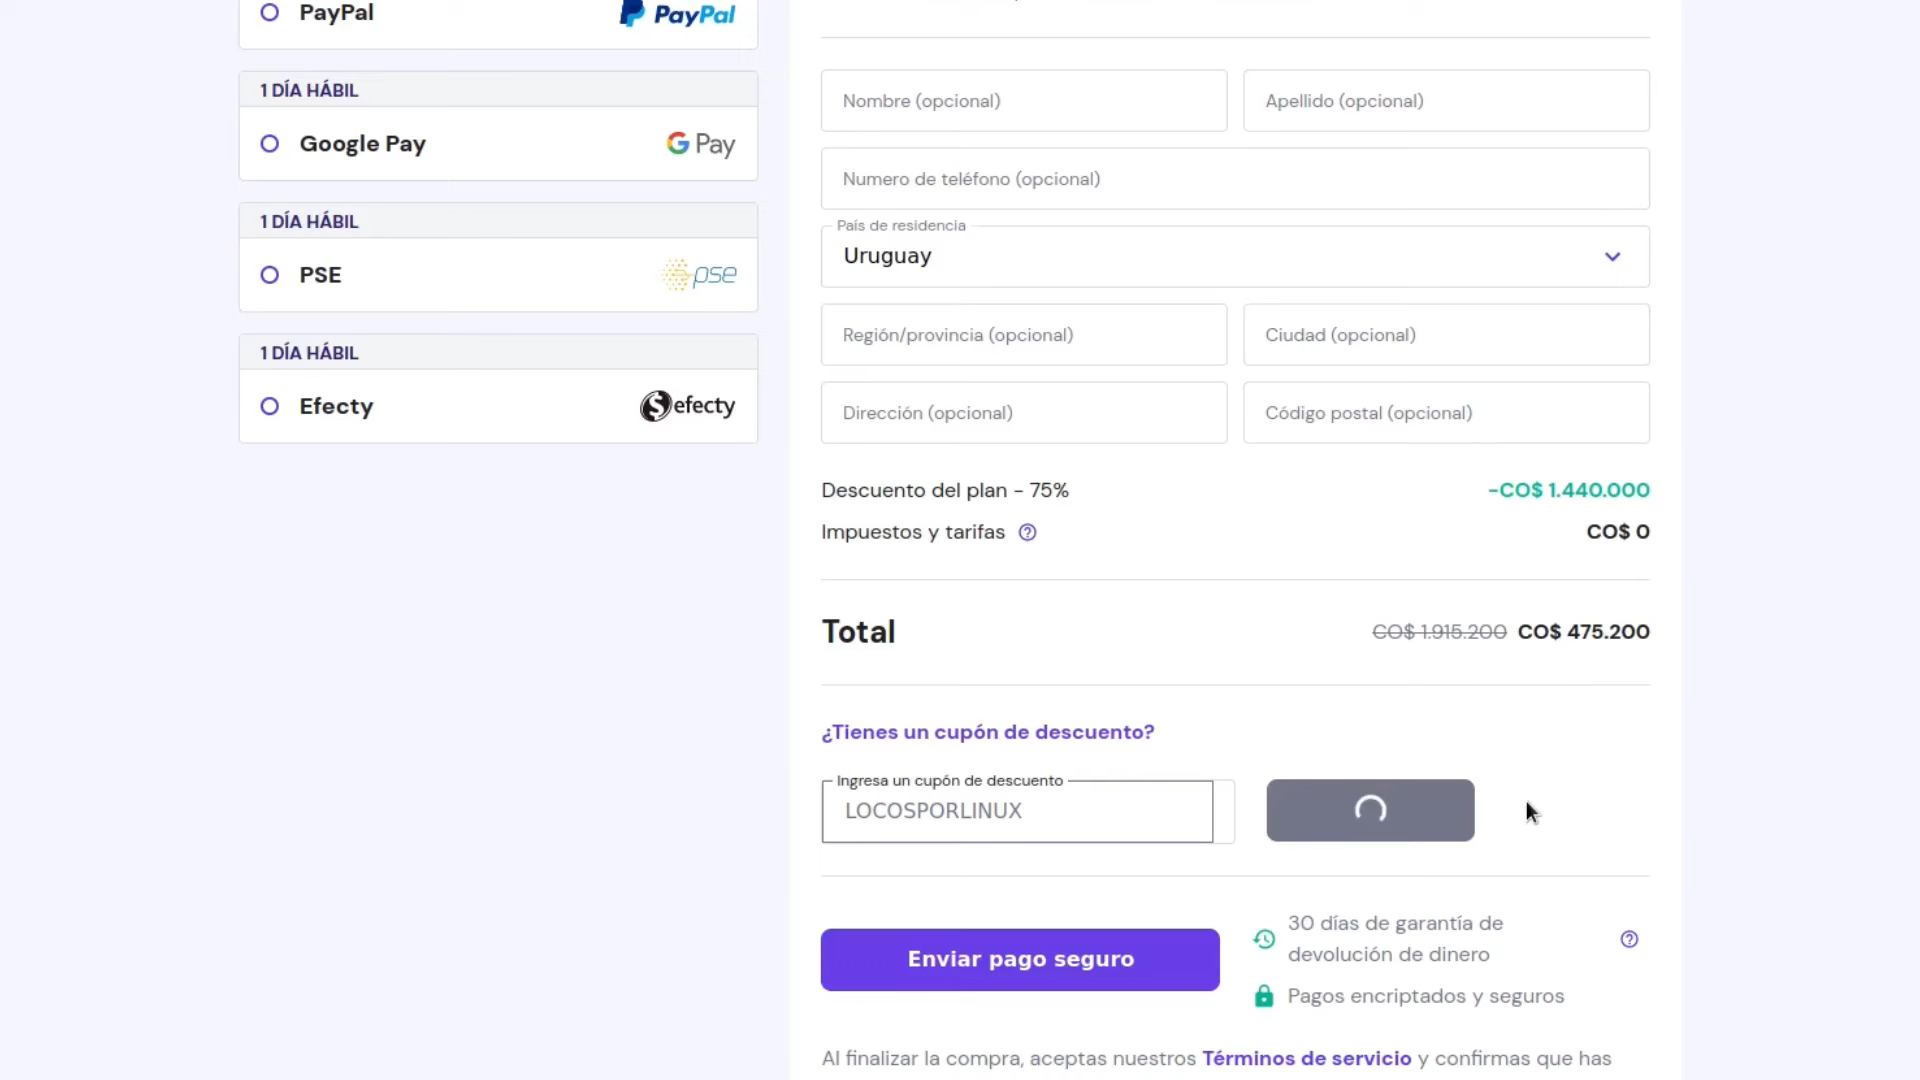 PayPal
PayPal
1 DÍA HÁBIL
Google Pay
G Pay
1 DÍA HÁBIL
PSE
pse
1 DÍA HÁBIL
Efecty
$efecty
Nombre (opcional)
Apellido (opcional)
Numero de teléfono (opcional)
País de residencia
Uruguay
Región/provincia (opcional)
Ciudad (opcional)
Dirección (opcional)
Código postal (opcional)
Descuento del plan - 75%
-CO$ 1.440.000
Impuestos y tarifas
CO$ 0
Total
CO$ 1.915.200 CO$ 475.200
¿Tienes un cupón de descuento?
Ingresa un cupón de descuento
LOCOSPORLINUX
Enviar pago seguro
30 días de garantía de
devolución de dinero
Pagos encriptados y seguros
Al finalizar la compra, aceptas nuestros Términos de servicio y confirmas que has